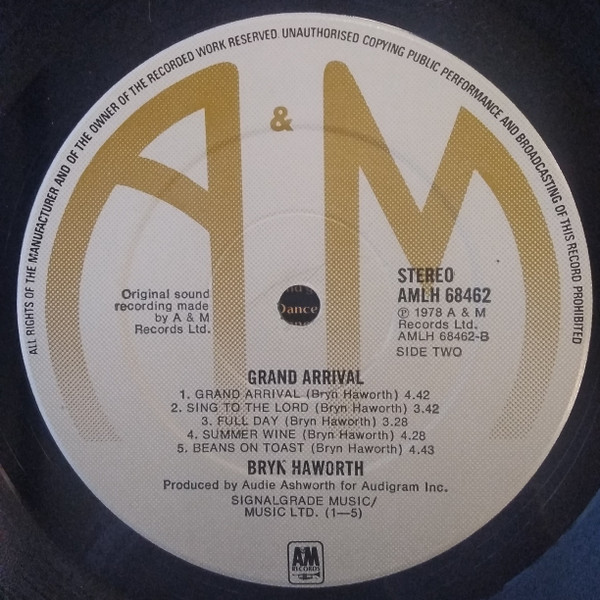 ALL RIGHTS OF THE MANUFACTURER AND OF THE OWNER OF THE RECORDED WORK RESERVED. UNAUTHORISED COPYING PUBLIC PERFORMANCE AND BROADCASTING OF THIS RECORD PROHIBITED
A & M
Original sound
recording made
by A & M
Records Ltd.
Dance
STEREO
AMLH 68462
Ⓟ 1978 A & M
Records Ltd.
AMLH 68462-B
SIDE TWO
GRAND ARRIVAL
1. GRAND ARRIVAL (Bryn Haworth) 4.42
2. SING TO THE LORD (Bryn Haworth) 3.42
3. FULL DAY (Bryn Haworth) 3.28
4. SUMMER WINE (Bryn Haworth) 4.28
5. BEANS ON TOAST (Bryn Haworth) 4.43
BRYN HAWORTH
Produced by Audie Ashworth for Audigram Inc.
SIGNALGRADE MUSIC/
MUSIC LTD. (1—5)
AM
RECORDS